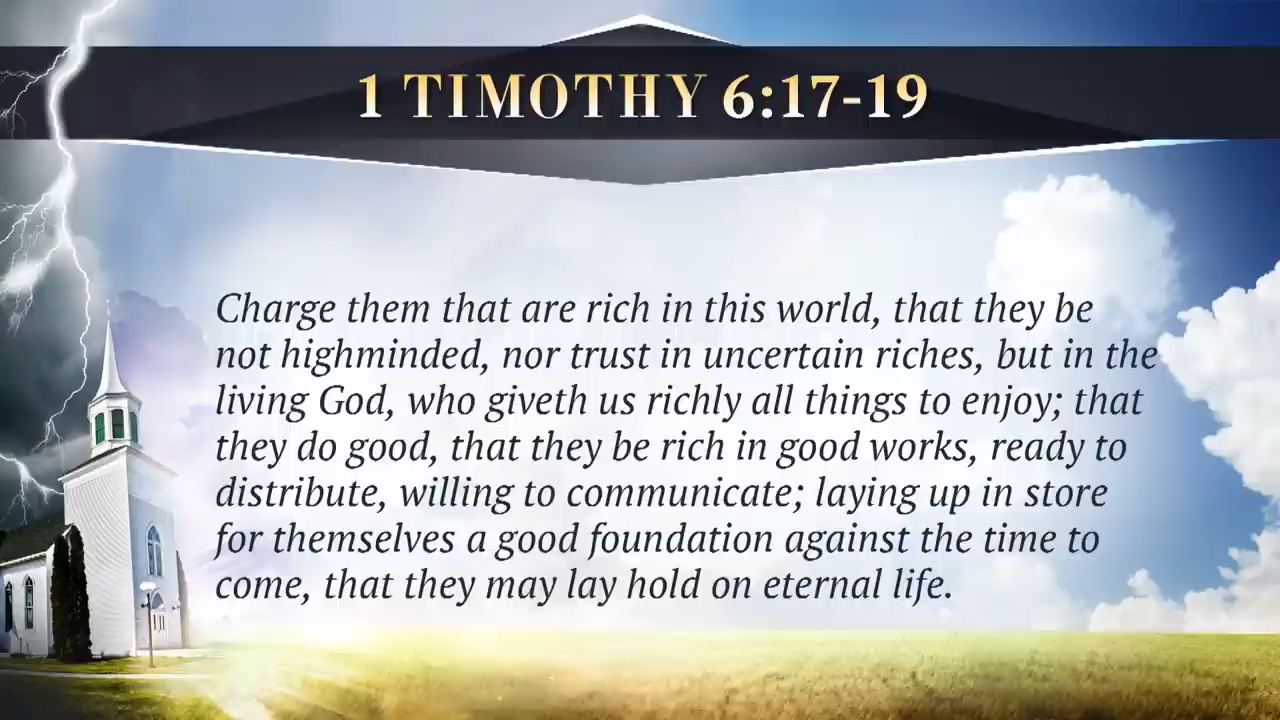 1 TIMOTHY 6:17-19
Charge them that are rich in this world, that they be
not highminded, nor trust in uncertain riches, but in the
living God, who giveth us richly all things to enjoy; that
they do good, that they be rich in good works, ready to
distribute, willing to communicate; laying up in store
for themselves a good foundation against the time to
come, that they may lay hold on eternal life.